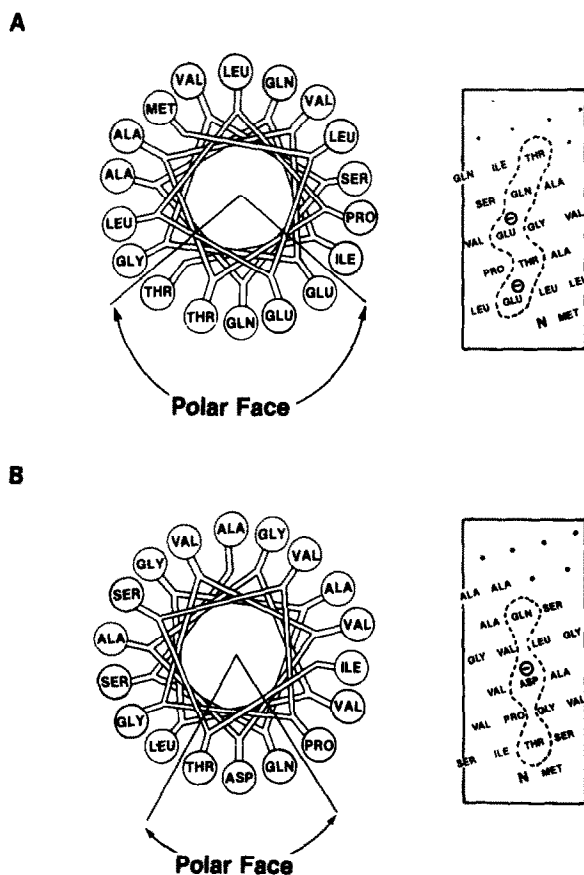 A
VAL LEU GLN
MET VAL
ALA LEU
ALA SER
LEU PRO
GLY ILE
THR GLU
THR GLN GLU
Polar Face
GLN ILE THR
SER GLN ALA
⊖
VAL GLU GLY VAL
PRO THR ALA
⊖
LEU GLU LEU
N MET
B
VAL ALA GLY
GLY VAL
SER ALA
ALA VAL
SER ILE
GLY VAL
LEU PRO
THR ASP GLN
Polar Face
ALA ALA
ALA GLN SER
GLY VAL LEU GLY
⊖
VAL ASP ALA
VAL PRO GLY VAL
SER ILE THR SER
N MET